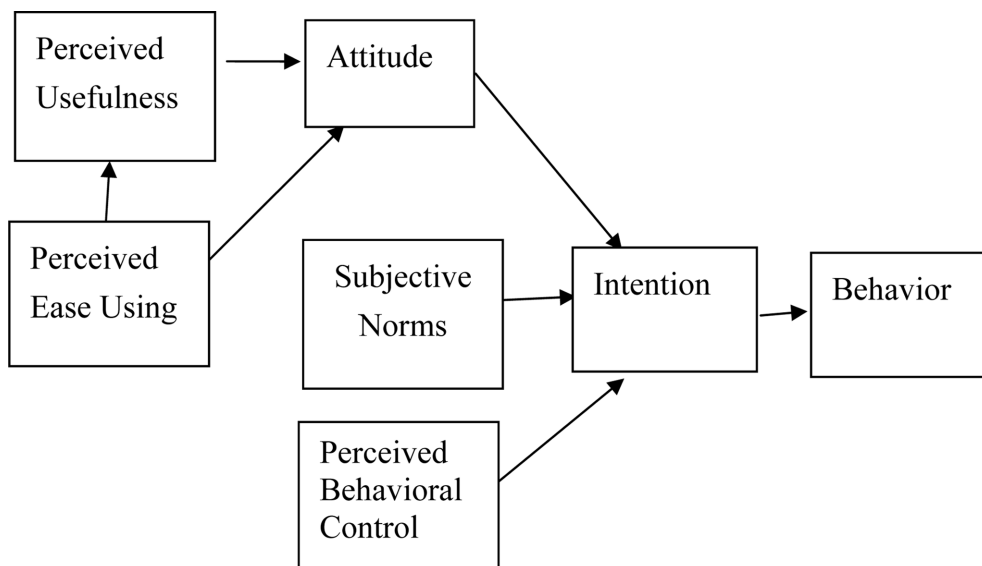 Perceived
Usefulness
Attitude
Perceived
Ease Using
Subjective
Norms
Intention
Behavior
Perceived
Behavioral
Control